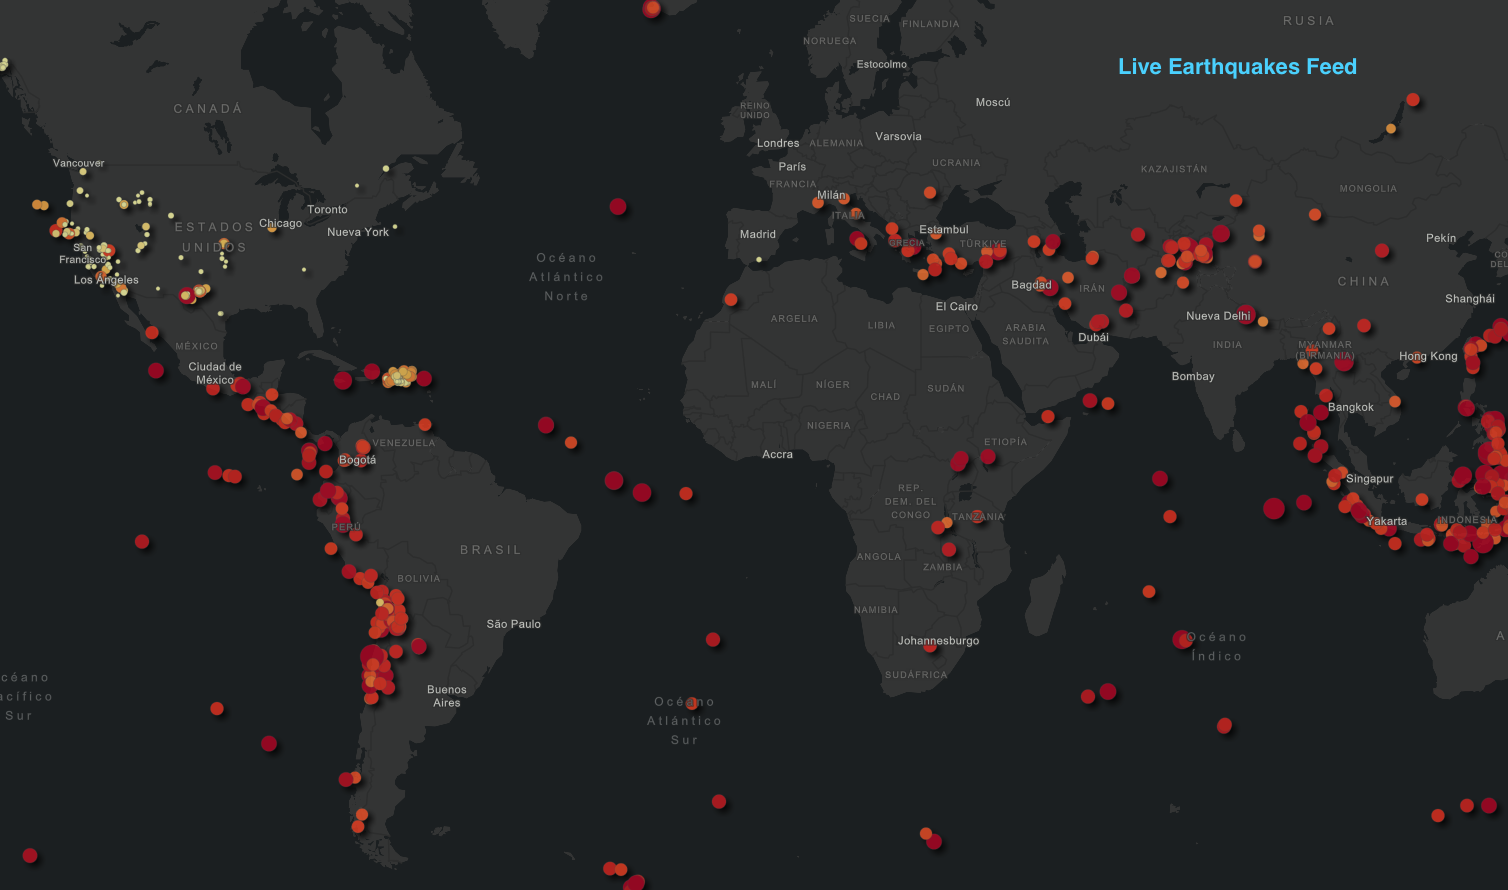 SUECIA
FINLANDIA
RUSIA
NORUEGA
Estocolmo
Live Earthquakes Feed
CANADÁ
REINO
UNIDO
Moscú
Londres
ALEMANIA
Varsovia
Vancouver
París
UCRANIA
KAZAJISTÁN
FRANCIA
MONGOLIA
Milán
Toronto
ITALIA
ESTADOS
UNIDOS
Chicago
Nueva York
Madrid
Estambul
GRECIA
TÜRKIYE
Pekín
San
Francisco
Océano
Atlántico
Norte
Los Ángeles
Bagdad
IRÁN
CHINA
Shanghái
El Cairo
ARGELIA
LIBIA
EGIPTO
ARABIA
SAUDITA
Dubái
Nueva Delhi
MÉXICO
INDIA
MYANMAR
(BIRMANIA)
Hong Kong
Ciudad de
México
MALÍ
NÍGER
CHAD
SUDÁN
Bombay
Bangkok
NIGERIA
VENEZUELA
ETIOPÍA
Accra
Bogotá
REP.
DEM. DEL
CONGO
TANZANIA
Singapur
Yakarta
INDONESIA
PERÚ
BRASIL
ANGOLA
ZAMBIA
BOLIVIA
NAMIBIA
São Paulo
Johannesburgo
Océano
Índico
SUDÁFRICA
Buenos
Aires
Océano
Atlántico
Sur
céano
acífico
Sur
CO
DEL
A